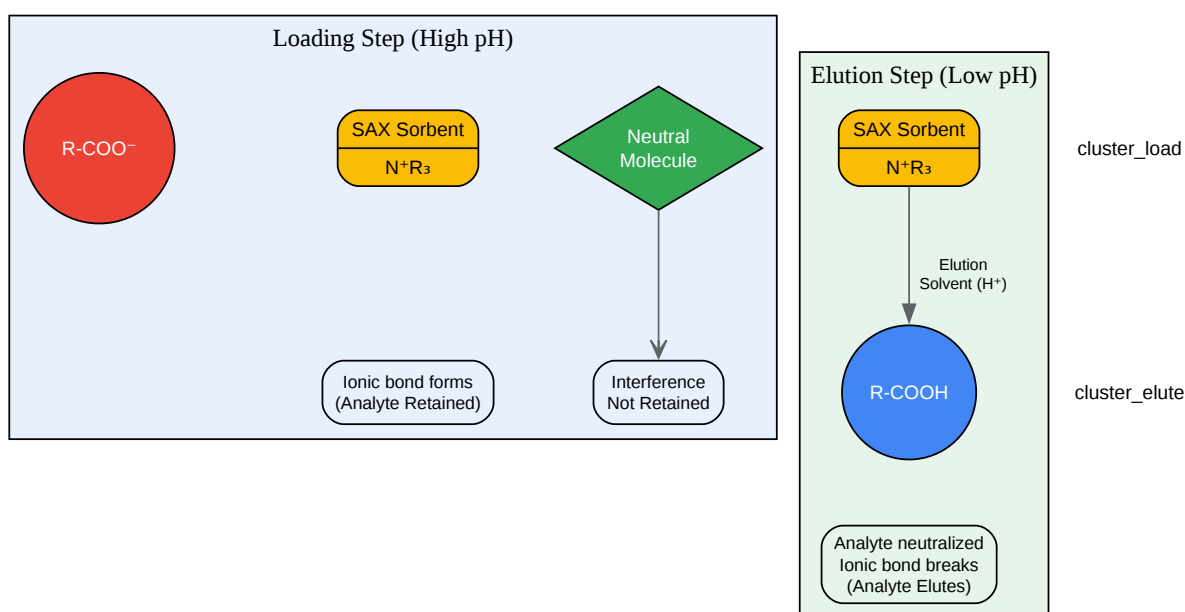 Loading Step (High pH)
R-COO⁻
SAX Sorbent
N⁺R₃
Neutral
Molecule
Ionic bond forms
(Analyte Retained)
Interference
Not Retained
Elution Step (Low pH)
SAX Sorbent
N⁺R₃
Elution
Solvent (H⁺)
R-COOH
Analyte neutralized
Ionic bond breaks
(Analyte Elutes)
cluster_load
cluster_elute